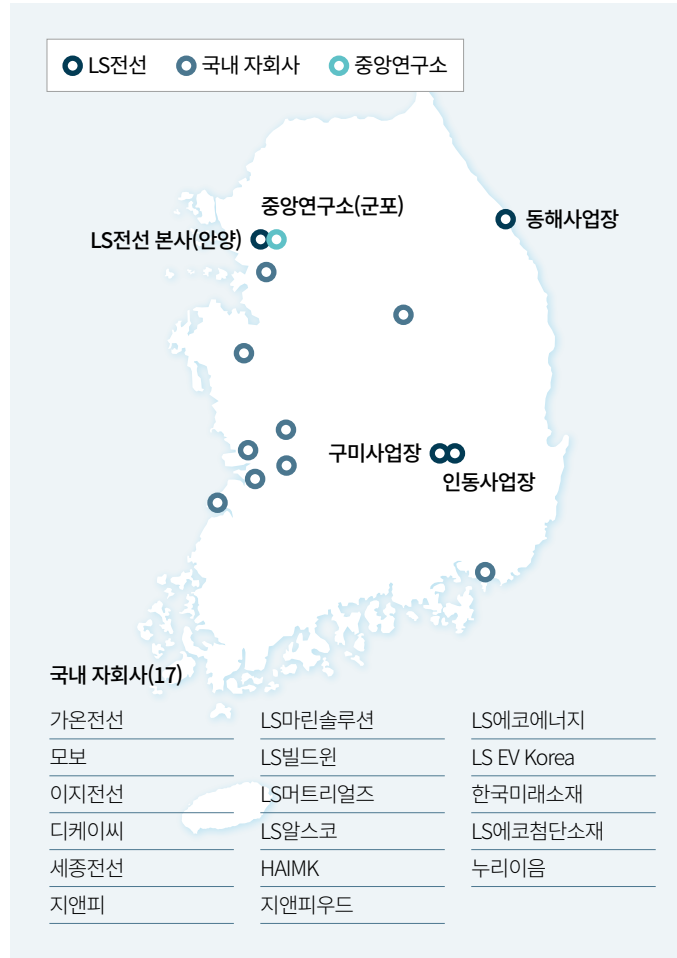 LS전선 국내 자회사 중앙연구소
중앙연구소(군포)
동해사업장
LS전선 본사(안양)
구미사업장
인동사업장
국내 자회사(17)
가온전선 LS마린솔루션 LS에코에너지
모보 LS빌드윈 LS EV Korea
이지전선 LS머트리얼즈 한국미래소재
디케이씨 LS알스코 LS에코첨단소재
세종전선 HAIMK 누리이음
지앤피 지앤피우드